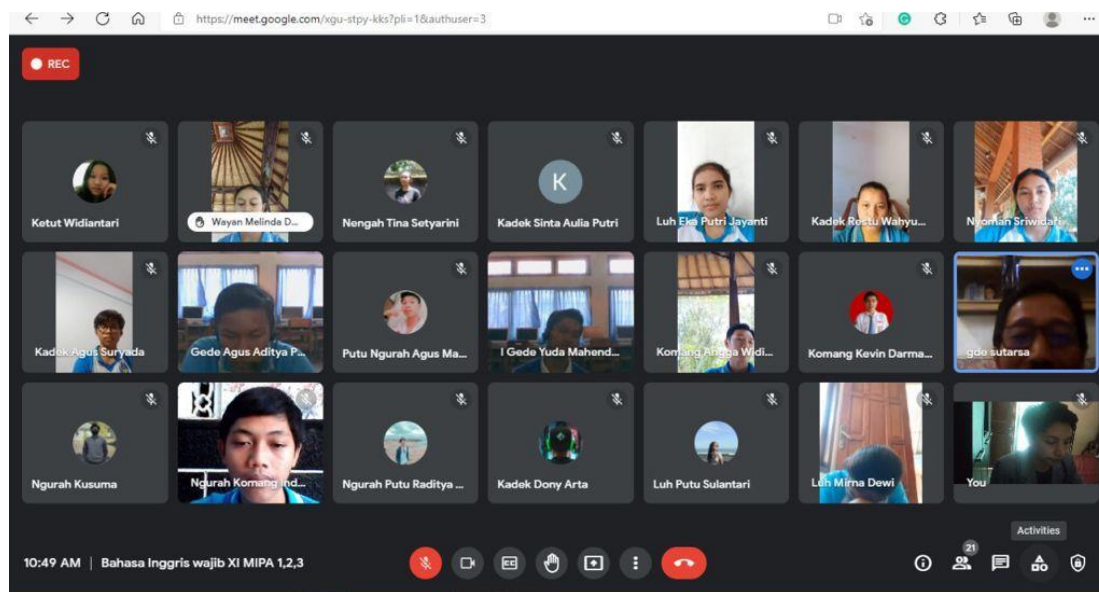 https://meet.google.com/xgu-stpy-kks?pli=1&authuser=3
REC
Ketut Widiantari
Wayan Melinda D...
Nengah Tina Setyarini
K
Kadek Sinta Aulia Putri
Luh Eka Putri Jayanti
Kadek Restu Wahyu...
Nyoman Sriwidari
Kadek Agus Suryada
Gede Agus Aditya P...
Putu Ngurah Agus Ma...
I Gede Yuda Mahend...
Komang Angga Widi...
Komang Kevin Darma...
gde sutarsa
Ngurah Kusuma
Ngurah Komang Ind...
Ngurah Putu Raditya ...
Kadek Dony Arta
Luh Putu Sulantari
Luh Mirna Dewi
You
Activities
10:49 AM | Bahasa Inggris wajib XI MIPA 1,2,3
CC
21